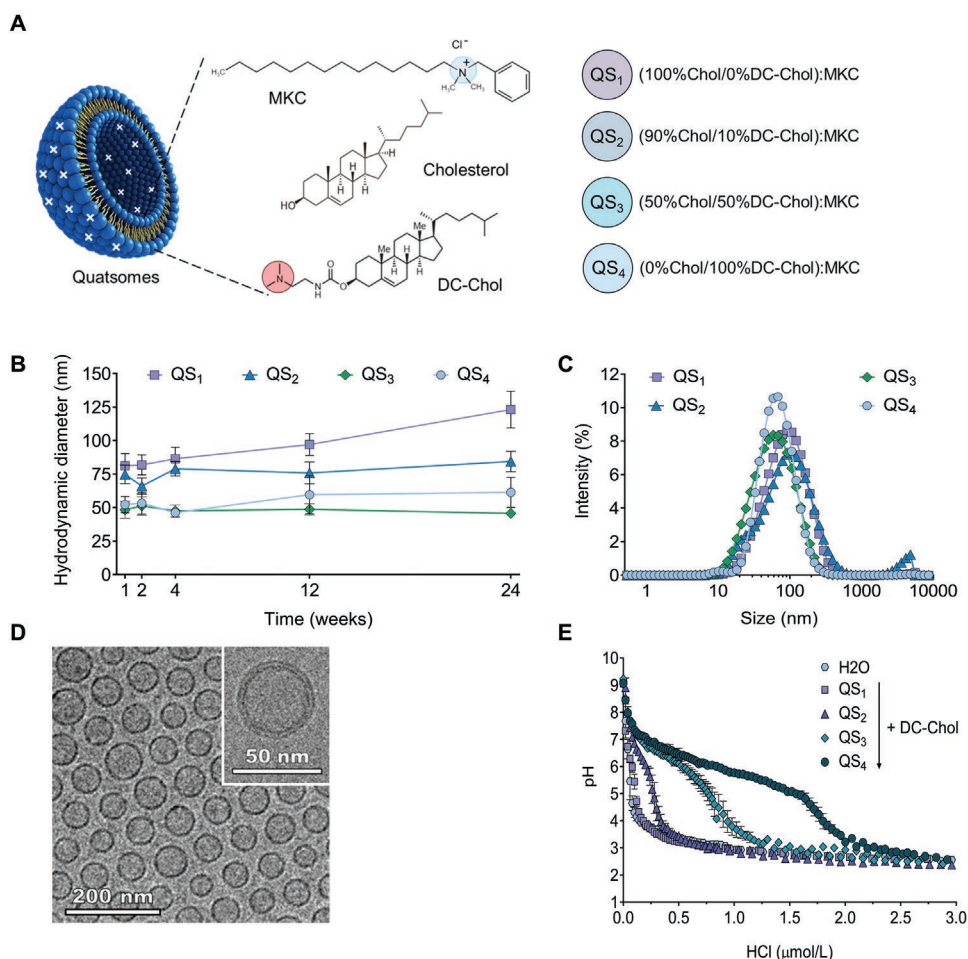 A
Cl⁻
H₃C
+
N
H₃C
CH₃
MKC
H
H
H
H
HO
Cholesterol
Me
Me
H
H
H
N
N
H
O
O
DC-Chol
Quatsomes
QS₁ (100%Chol/0%DC-Chol):MKC
QS₂ (90%Chol/10%DC-Chol):MKC
QS₃ (50%Chol/50%DC-Chol):MKC
QS₄ (0%Chol/100%DC-Chol):MKC
B
Hydrodynamic diameter (nm)
QS₁ QS₂ QS₃ QS₄
150
125
100
75
50
25
0
1 2 4 12 24
Time (weeks)
C
Intensity (%)
QS₁ QS₃
QS₂ QS₄
12
10
8
6
4
2
0
1 10 100 1000 10000
Size (nm)
D
50 nm
200 nm
E
pH
10
9
8
7
6
5
4
3
2
1
H2O
QS₁
QS₂
QS₃
QS₄
+ DC-Chol
0.0 0.5 1.0 1.5 2.0 2.5 3.0
HCl (μmol/L)